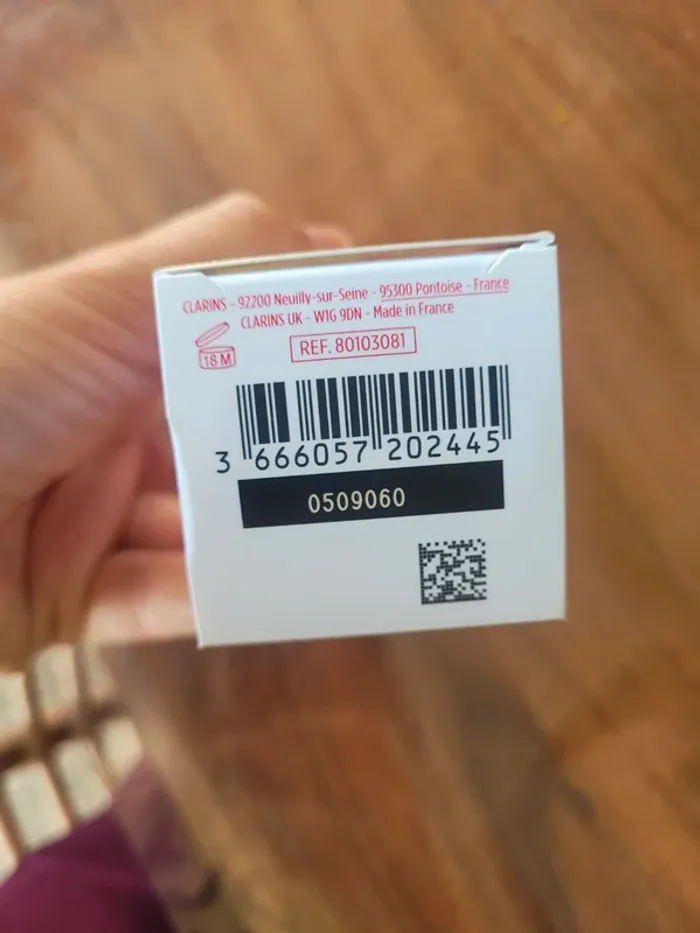 CLARINS - 92200 Neuilly-sur-Seine - 95300 Pontoise - France
CLARINS UK - W1G 9DN - Made in France
18 M
REF. 80103081
3 666057 202445
0509060